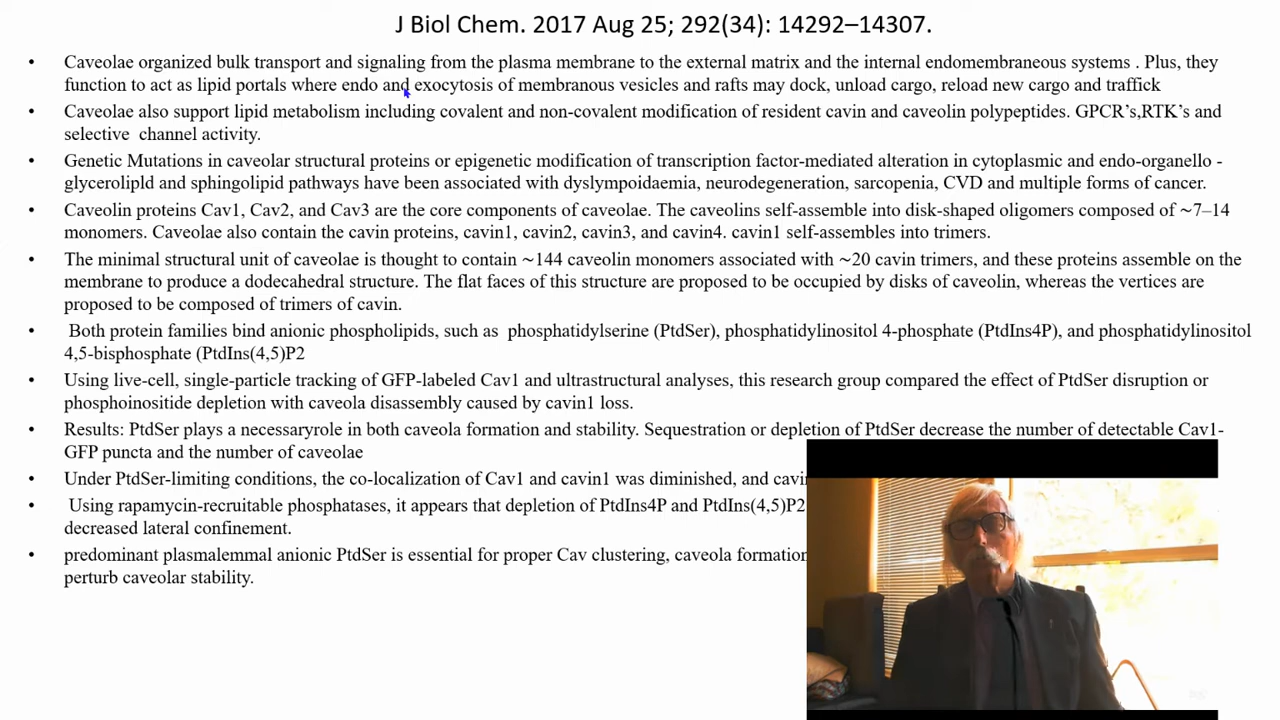 J Biol Chem. 2017 Aug 25; 292(34): 14292–14307.
• Caveolae organized bulk transport and signaling from the plasma membrane to the external matrix and the internal endomembraneous systems . Plus, they
function to act as lipid portals where endo and exocytosis of membranous vesicles and rafts may dock, unload cargo, reload new cargo and traffick
• Caveolae also support lipid metabolism including covalent and non-covalent modification of resident cavin and caveolin polypeptides. GPCR’s,RTK’s and
selective channel activity.
• Genetic Mutations in caveolar structural proteins or epigenetic modification of transcription factor-mediated alteration in cytoplasmic and endo-organello -
glycerolipld and sphingolipid pathways have been associated with dyslympoidaemia, neurodegeneration, sarcopenia, CVD and multiple forms of cancer.
• Caveolin proteins Cav1, Cav2, and Cav3 are the core components of caveolae. The caveolins self-assemble into disk-shaped oligomers composed of ~7–14
monomers. Caveolae also contain the cavin proteins, cavin1, cavin2, cavin3, and cavin4. cavin1 self-assembles into trimers.
• The minimal structural unit of caveolae is thought to contain ~144 caveolin monomers associated with ~20 cavin trimers, and these proteins assemble on the
membrane to produce a dodecahedral structure. The flat faces of this structure are proposed to be occupied by disks of caveolin, whereas the vertices are
proposed to be composed of trimers of cavin.
• Both protein families bind anionic phospholipids, such as phosphatidylserine (PtdSer), phosphatidylinositol 4-phosphate (PtdIns4P), and phosphatidylinositol
4,5-bisphosphate (PtdIns(4,5)P2
• Using live-cell, single-particle tracking of GFP-labeled Cav1 and ultrastructural analyses, this research group compared the effect of PtdSer disruption or
phosphoinositide depletion with caveola disassembly caused by cavin1 loss.
• Results: PtdSer plays a necessaryrole in both caveola formation and stability. Sequestration or depletion of PtdSer decrease the number of detectable Cav1-
GFP puncta and the number of caveolae
• Under PtdSer-limiting conditions, the co-localization of Cav1 and cavin1 was diminished, and
• Using rapamycin-recruitable phosphatases, it appears that depletion of PtdIns4P and PtdIns(4,5)P2
decreased lateral confinement.
• predominant plasmalemmal anionic PtdSer is essential for proper Cav clustering, caveola formation
perturb caveolar stability.